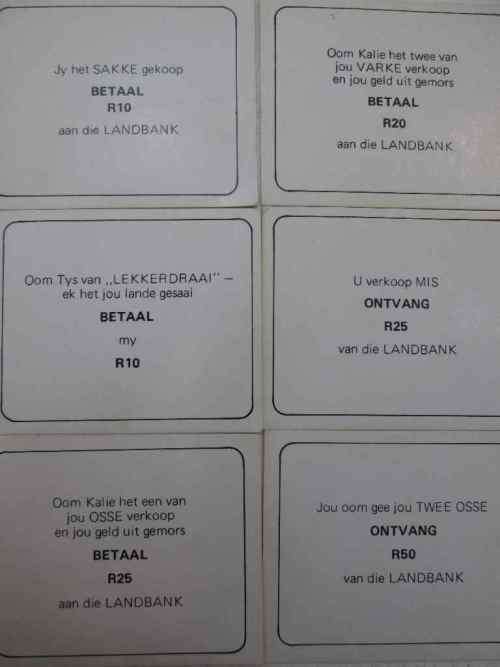 Jy het SAKKE gekoop
BETAAL
R10
aan die LANDBANK
Oom Kalie het twee van
jou VARKE verkoop
en jou geld uit gemors
BETAAL
R20
aan die LANDBANK
Oom Tys van „LEKKERDRAAI" —
ek het jou lande gesaai
BETAAL
my
R10
U verkoop MIS
ONTVANG
R25
van die LANDBANK
Oom Kalie het een van
jou OSSE verkoop
en jou geld uit gemors
BETAAL
R25
aan die LANDBANK
Jou oom gee jou TWEE OSSE
ONTVANG
R50
van die LANDBANK